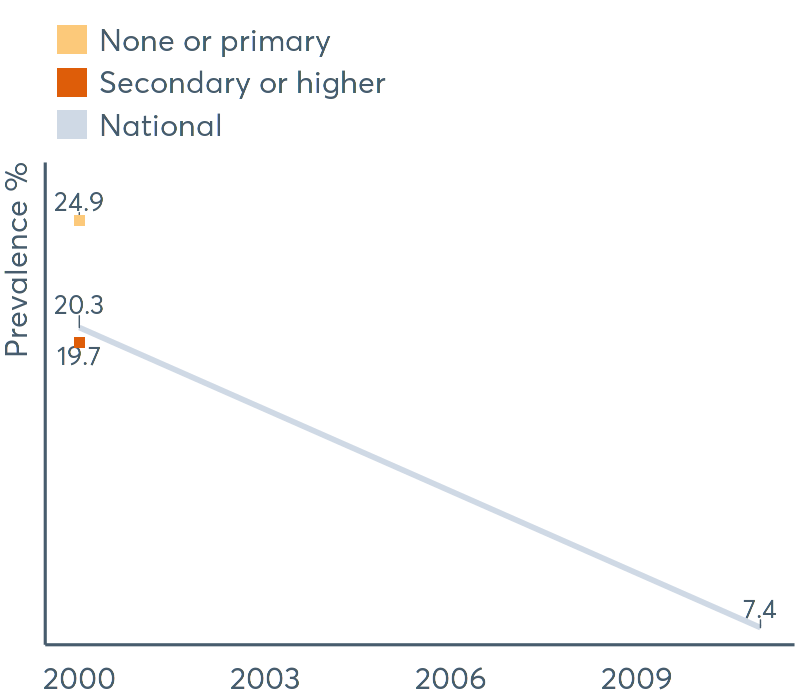 None or primary
Secondary or higher
National
Prevalence %
24.9
20.3
19.7
7.4
2000 2003 2006 2009